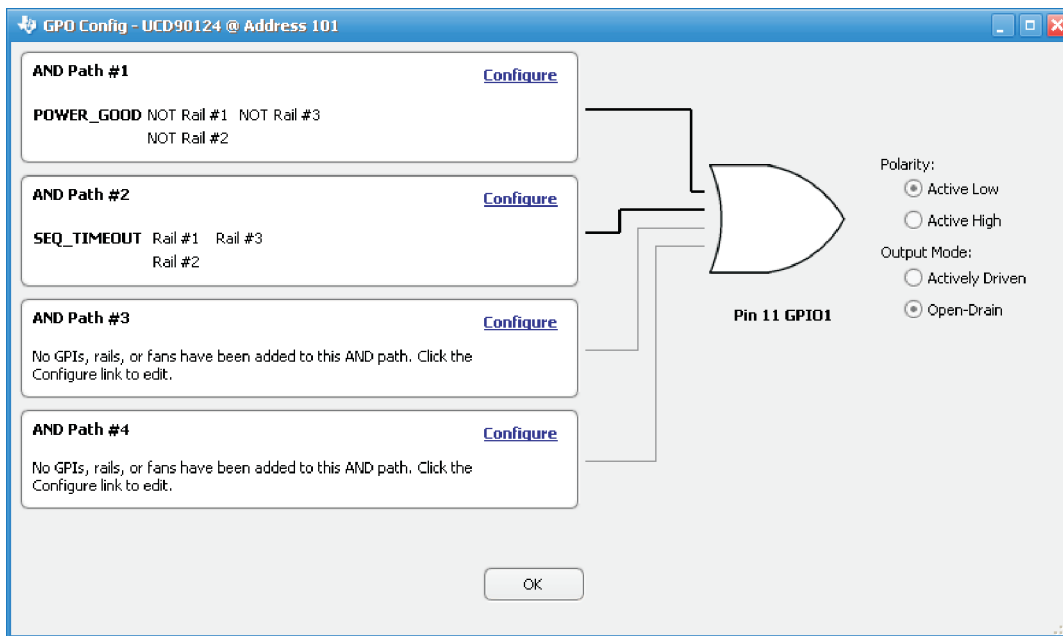 GPO Config - UCD90124 @ Address 101
AND Path #1
Configure
POWER_GOOD NOT Rail #1 NOT Rail #3
NOT Rail #2
AND Path #2
Configure
SEQ_TIMEOUT Rail #1 Rail #3
Rail #2
AND Path #3
Configure
No GPIs, rails, or fans have been added to this AND path. Click the
Configure link to edit.
AND Path #4
Configure
No GPIs, rails, or fans have been added to this AND path. Click the
Configure link to edit.
Pin 11 GPIO1
Polarity:
Active Low
Active High
Output Mode:
Actively Driven
Open-Drain
OK